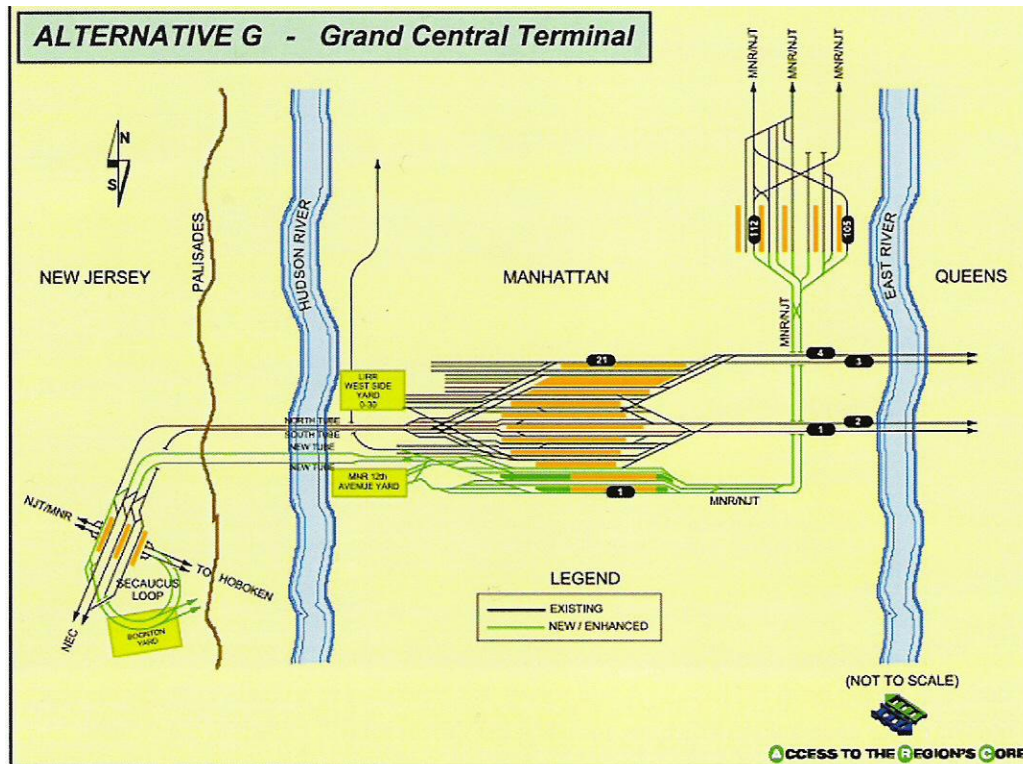 ALTERNATIVE G - Grand Central Terminal
MNR/NJT
MNR/NJT
MNR/NJT
N
S
PALISADES
HUDSON RIVER
NEW JERSEY
MANHATTAN
EAST RIVER
QUEENS
112
105
MNR/NJT
21
4
3
LIRR
WEST SIDE
YARD
0-30
NORTH TUBE
SOUTH TUBE
NEW TUBE
NEW TUBE
2
1
MNR 12th
AVENUE YARD
1
MNR/NJT
NJT/MNR
TO HOBOKEN
SECAUCUS
LOOP
BOONTON
YARD
NEC
LEGEND
EXISTING
NEW / ENHANCED
(NOT TO SCALE)
ACCESS TO THE REGION'S CORE